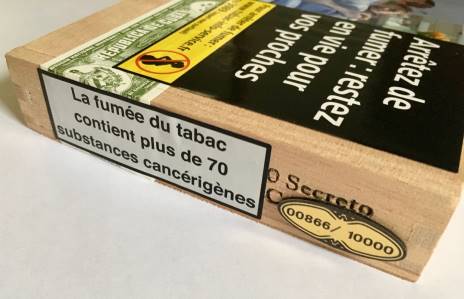 Arrêtez de
fumer : restez
en vie pour
vos proches
La fumée du tabac
contient plus de 70
substances cancérigènes
o Secreto
00866/10000